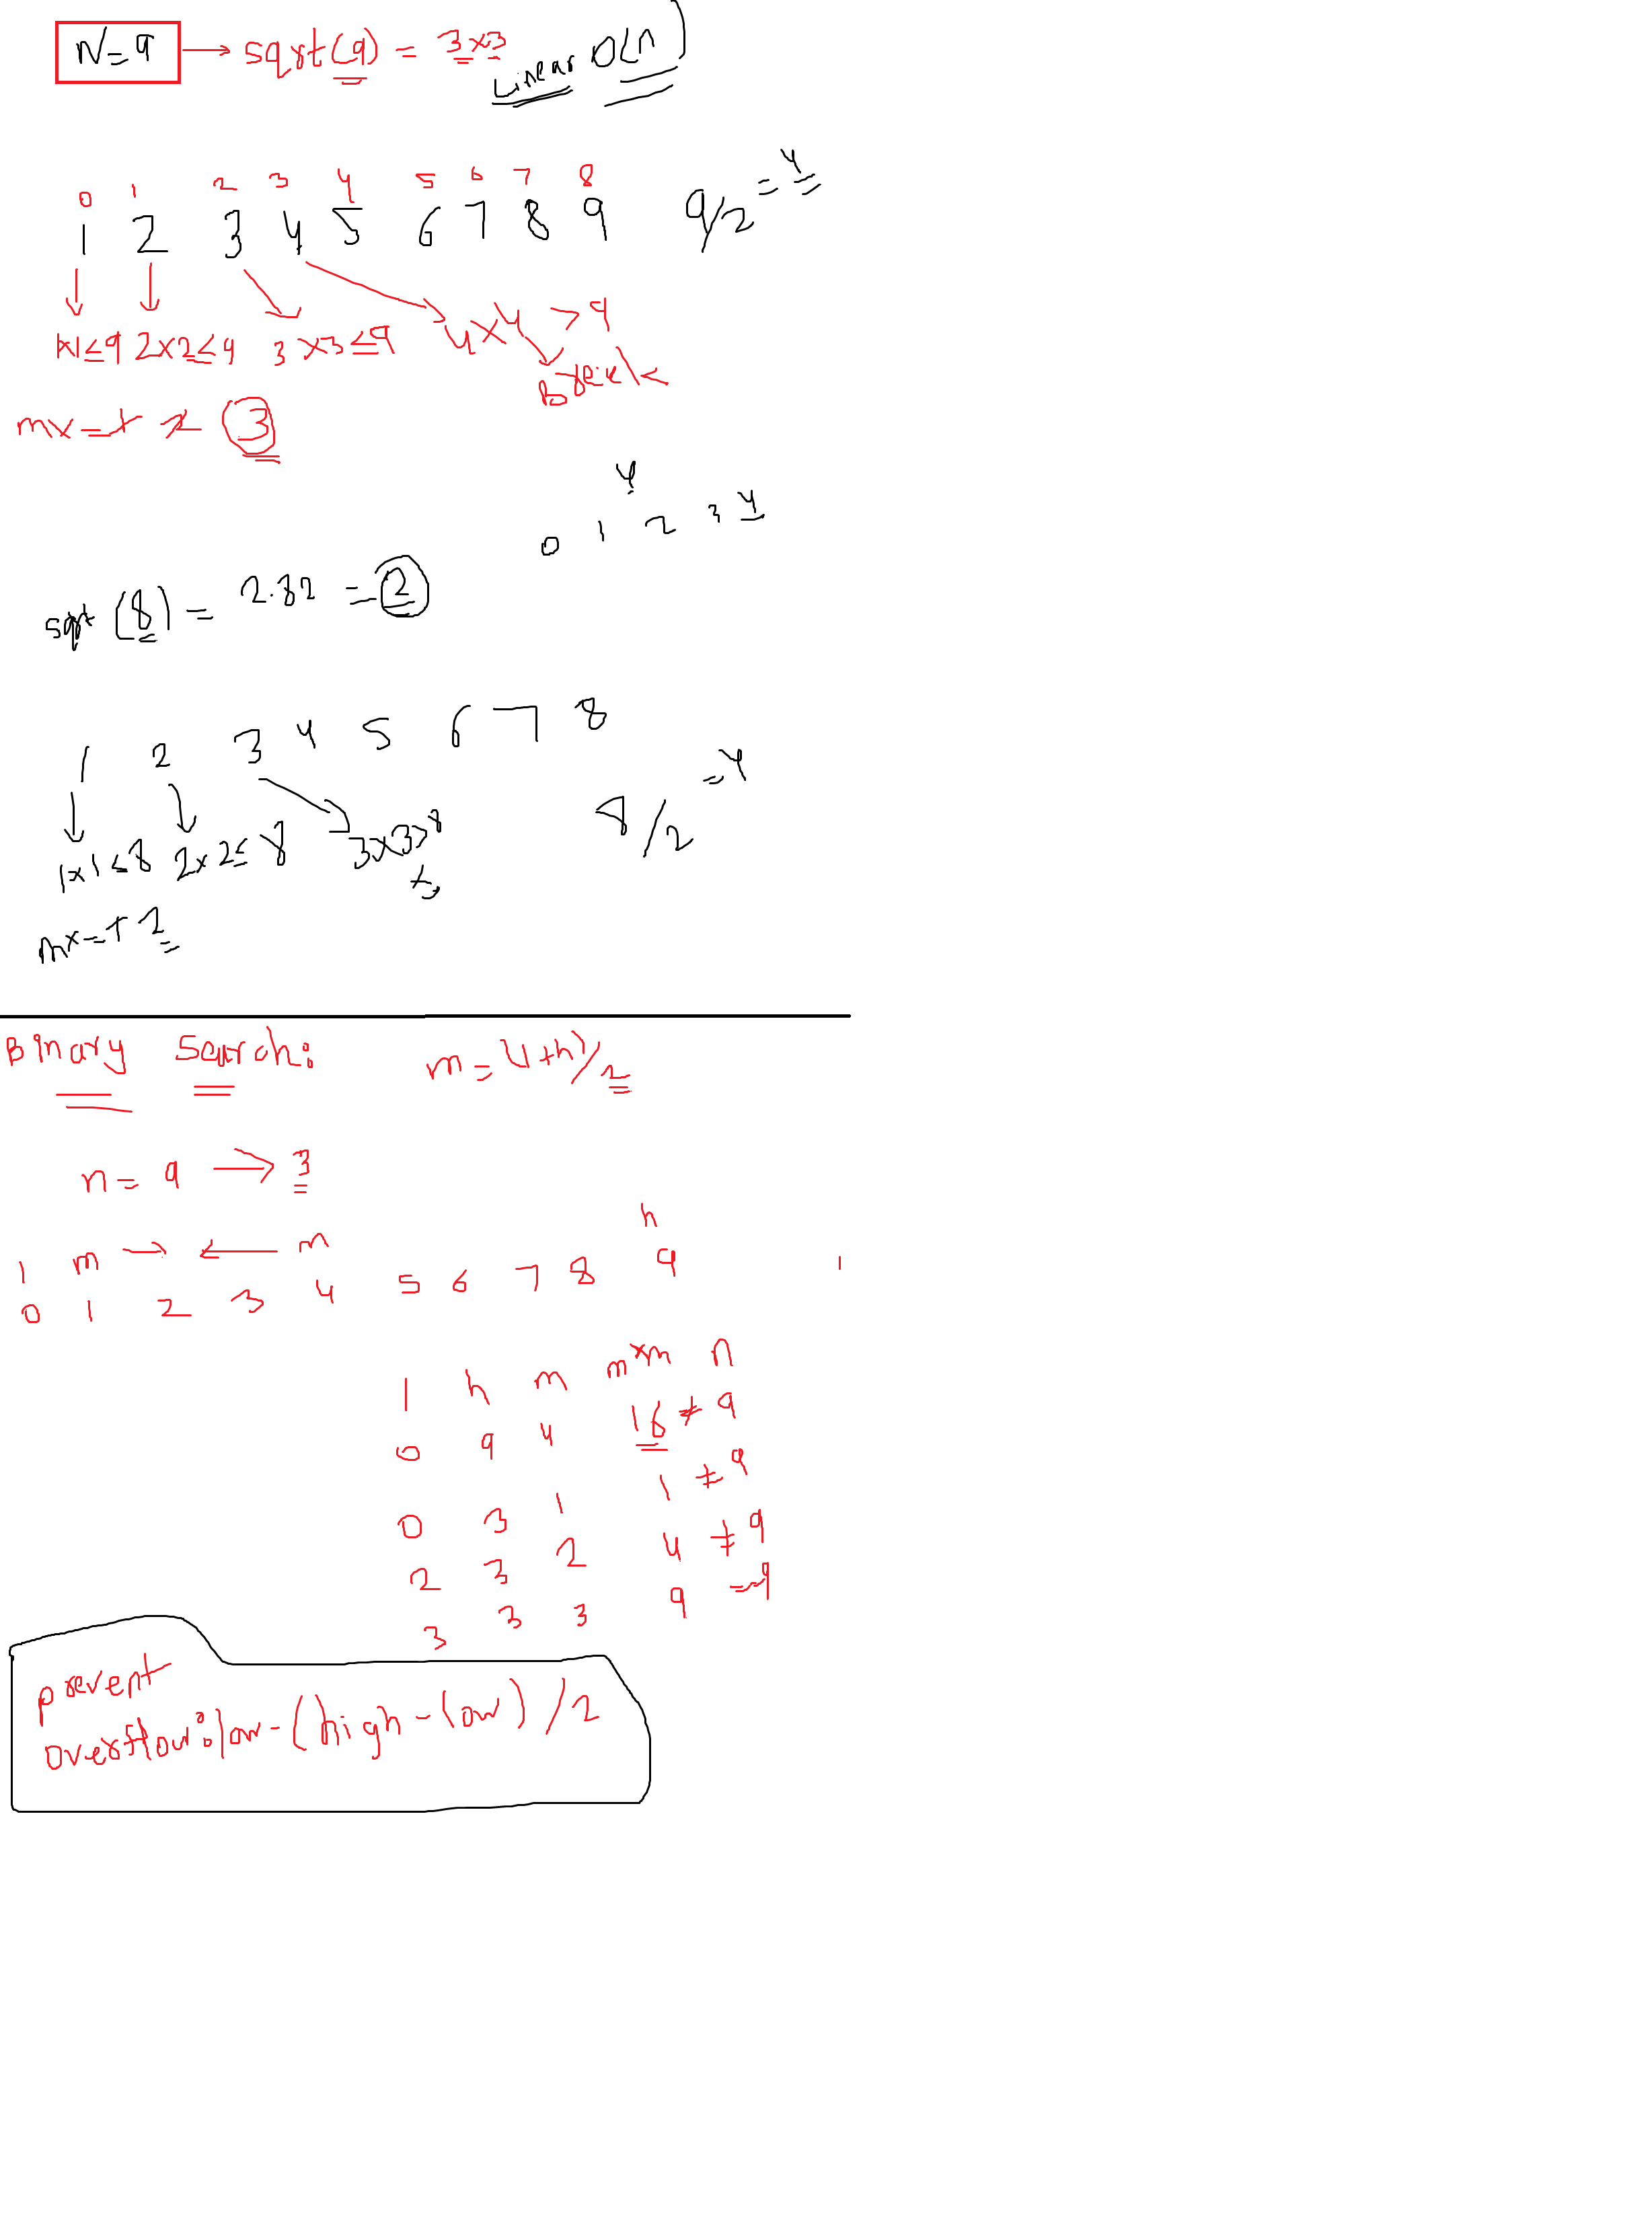 N=9 → sqrt(9) = 3×3
Linear O(n)
0 1 2 3 4 5 6 7 8
1 2 3 4 5 6 7 8 9 9/2 = 4
1×1≤9 2×2≤9 3×3≤9 4×4 >9
Break
mx=1 2 3
4
0 1 2 3 4
sqrt (8) = 2.82 = 2
1 2 3 4 5 6 7 8
8/2 =4
1×1≤8 2×2≤8 3×3>8
mx=1 2
Binary Search: m=(l+h)/2
n=9 → 3
h
l m → ← m
0 1 2 3 4 5 6 7 8 9
l h m m*m n
0 9 4 16 ≠ 9
0 3 1 1 ≠ 9
2 3 2 4 ≠ 9
3 3 3 9 =9
prevent
overflow:low-(high-low)/2